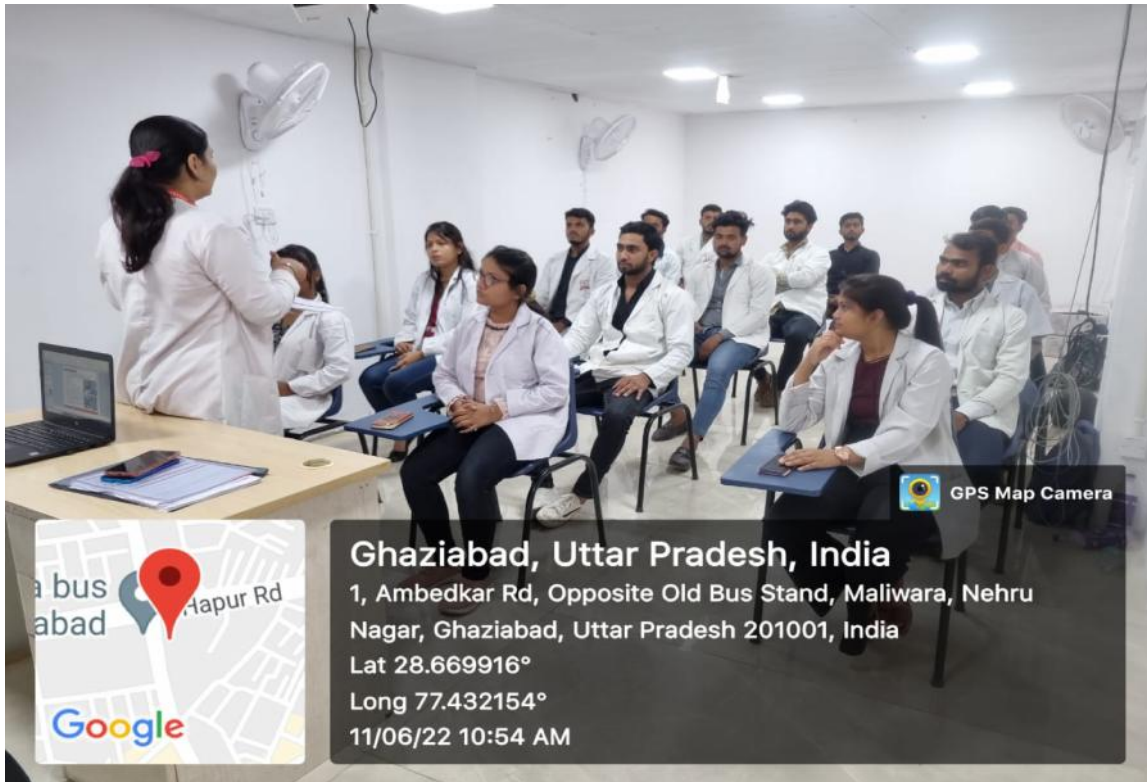 GPS Map Camera
Ghaziabad, Uttar Pradesh, India
1, Ambedkar Rd, Opposite Old Bus Stand, Maliwara, Nehru
Nagar, Ghaziabad, Uttar Pradesh 201001, India
Lat 28.669916°
Long 77.432154°
11/06/22 10:54 AM
a bus
abad
Hapur Rd
Google